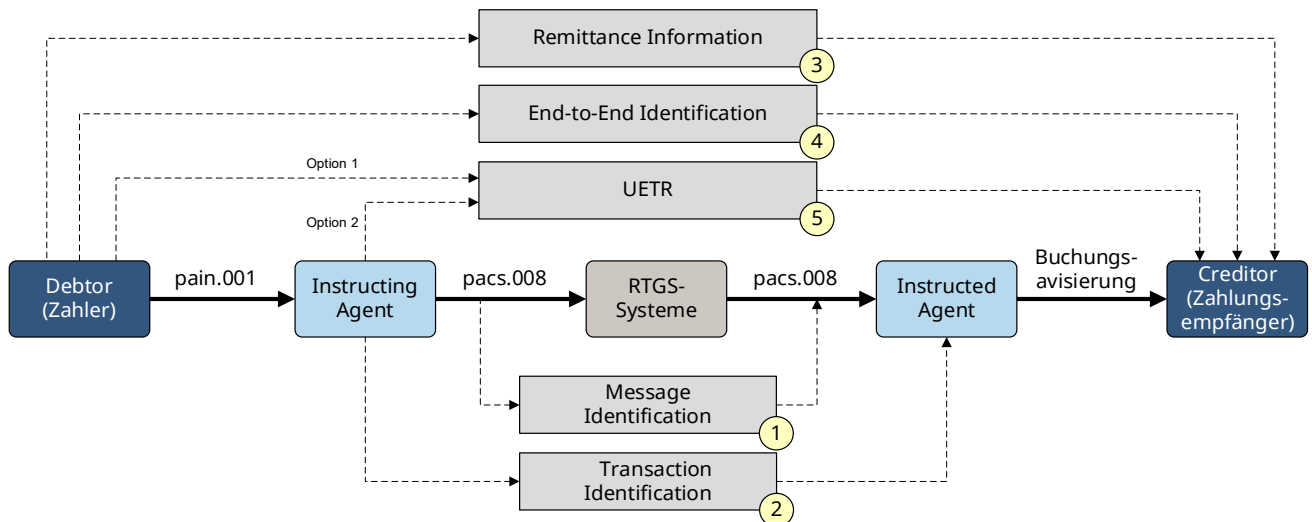 Remittance Information
3
End-to-End Identification
4
Option 1
UETR
5
Option 2
Debtor
(Zahler)
pain.001
Instructing
Agent
pacs.008
RTGS-
Systeme
pacs.008
Instructed
Agent
Buchungs-
avisierung
Creditor
(Zahlungs-
empfänger)
Message
Identification
1
Transaction
Identification
2